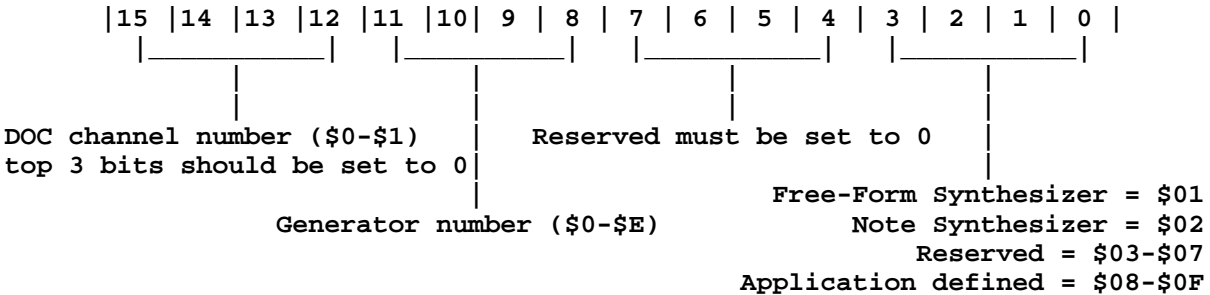 |15 |14 |13 |12 |11 |10| 9 | 8 | 7 | 6 | 5 | 4 | 3 | 2 | 1 | 0 |
DOC channel number ($0-$1) | Reserved must be set to 0 |
top 3 bits should be set to 0|
Free-Form Synthesizer = $01
Generator number ($0-$E) Note Synthesizer = $02
Reserved = $03-$07
Application defined = $08-$0F